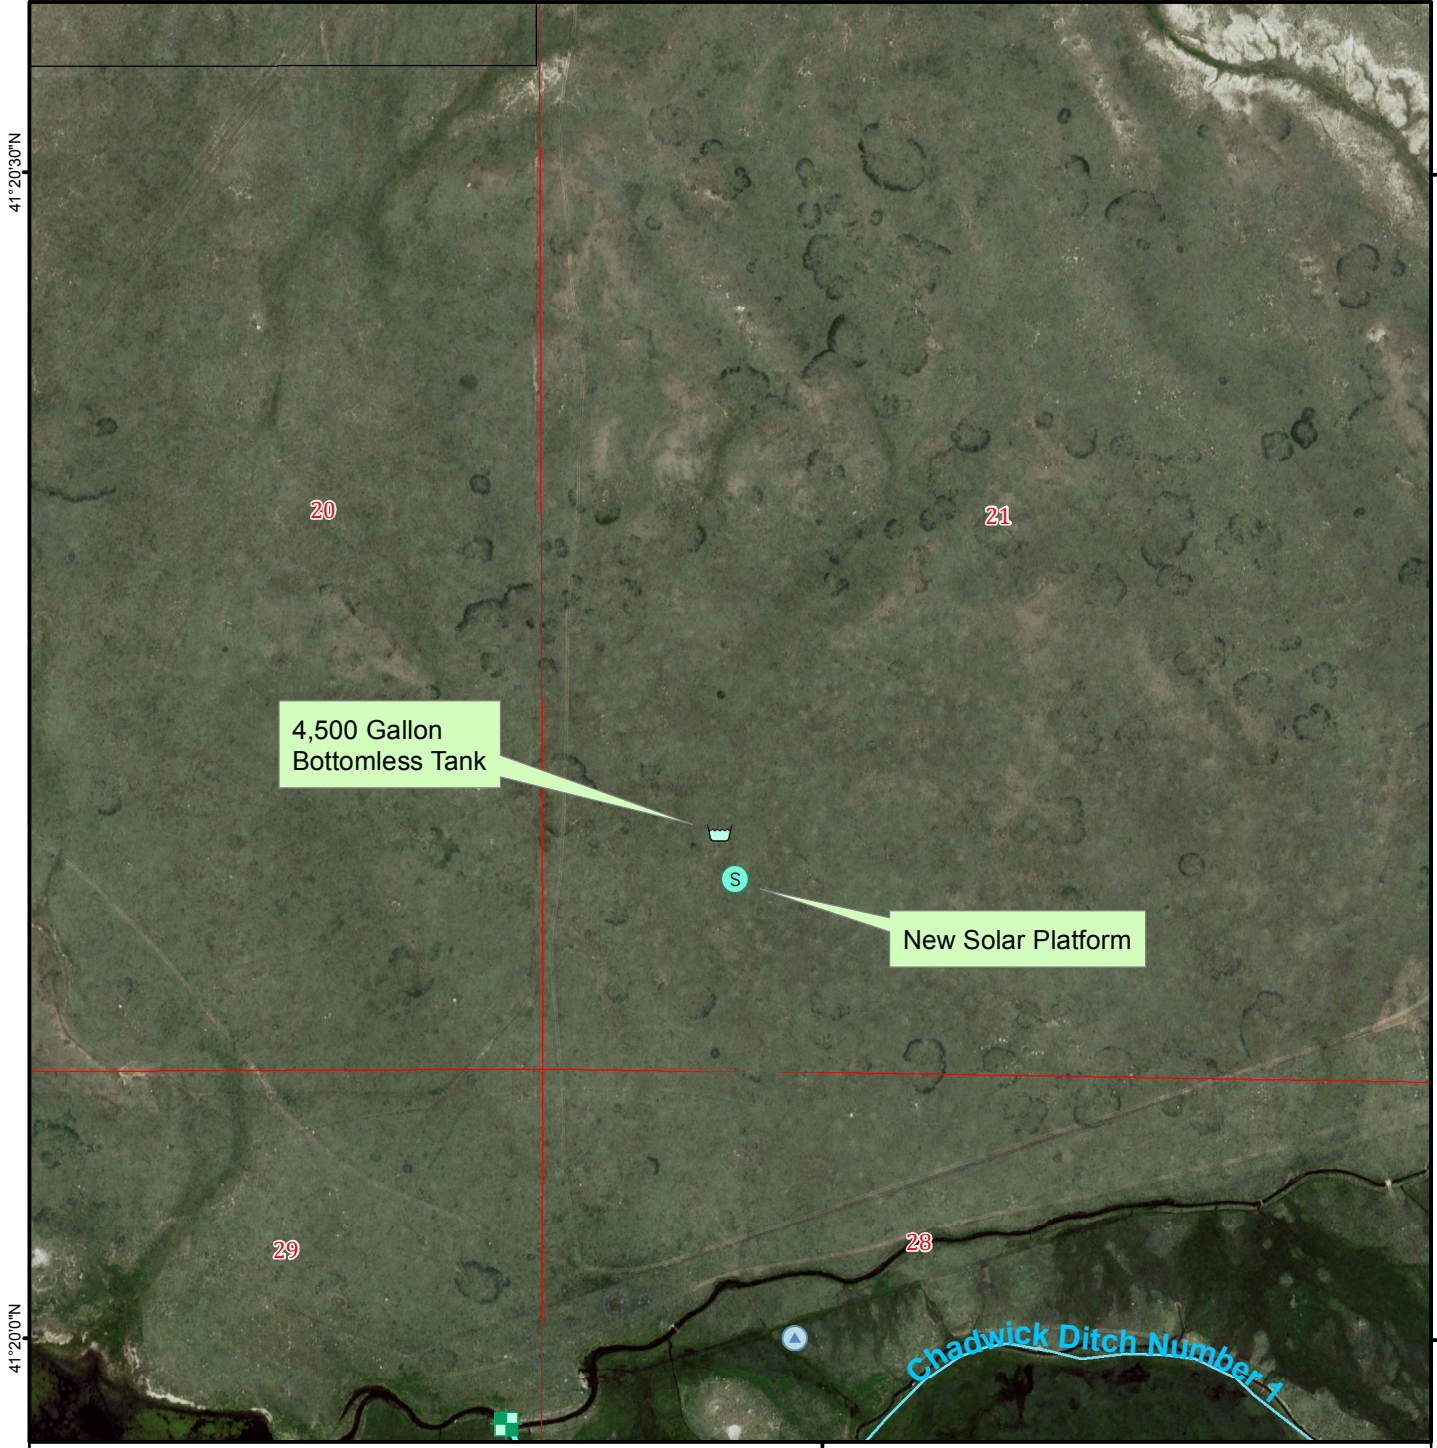 41°20'30"N
20
21
4,500 Gallon
Bottomless Tank
S
New Solar Platform
29
28
41°20'0"N
Chadwick Ditch Number 1